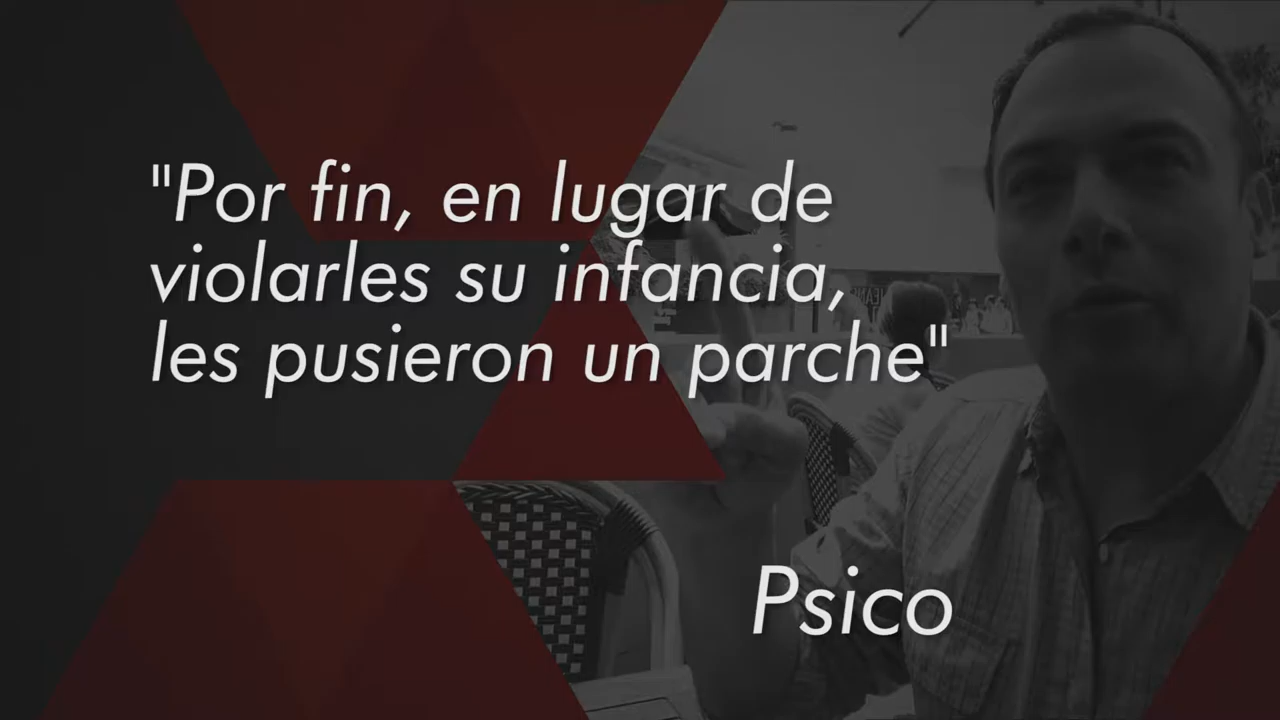 "Por fin, en lugar de
violarles su infancia,
les pusieron un parche"
Psico